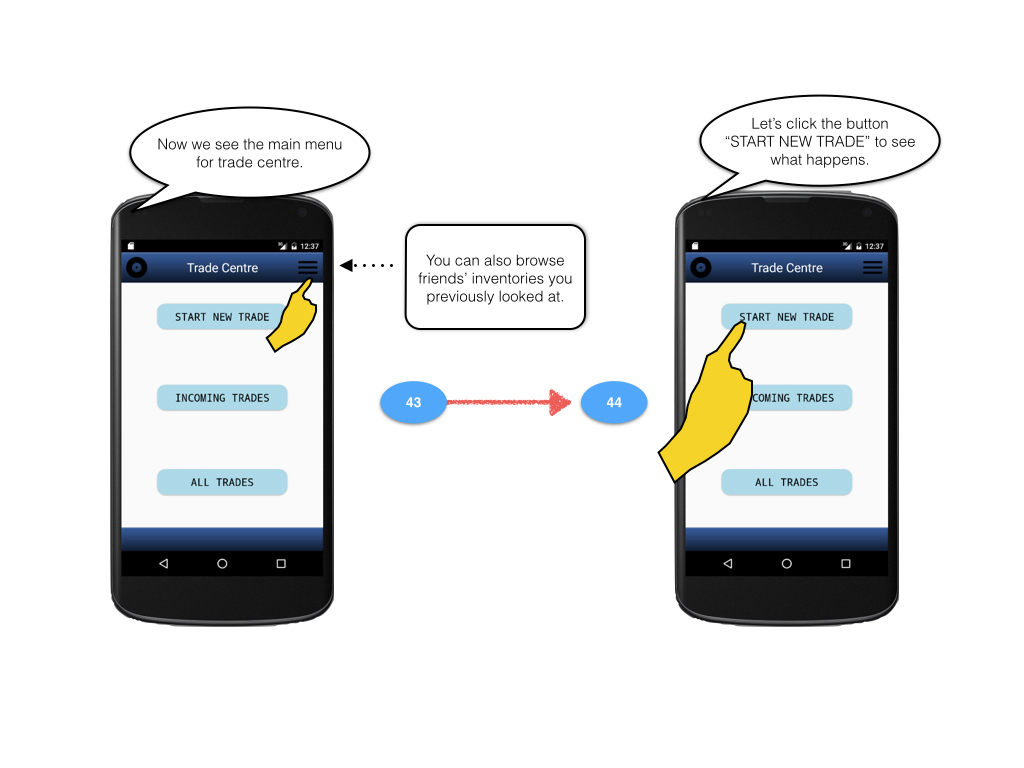 Now we see the main menu
for trade centre.
12:37
Trade Centre
START NEW TRADE
INCOMING TRADES
ALL TRADES
You can also browse
friends’ inventories you
previously looked at.
43
44
Let’s click the button
“START NEW TRADE” to see
what happens.
12:37
Trade Centre
START NEW TRADE
COMING TRADES
ALL TRADES